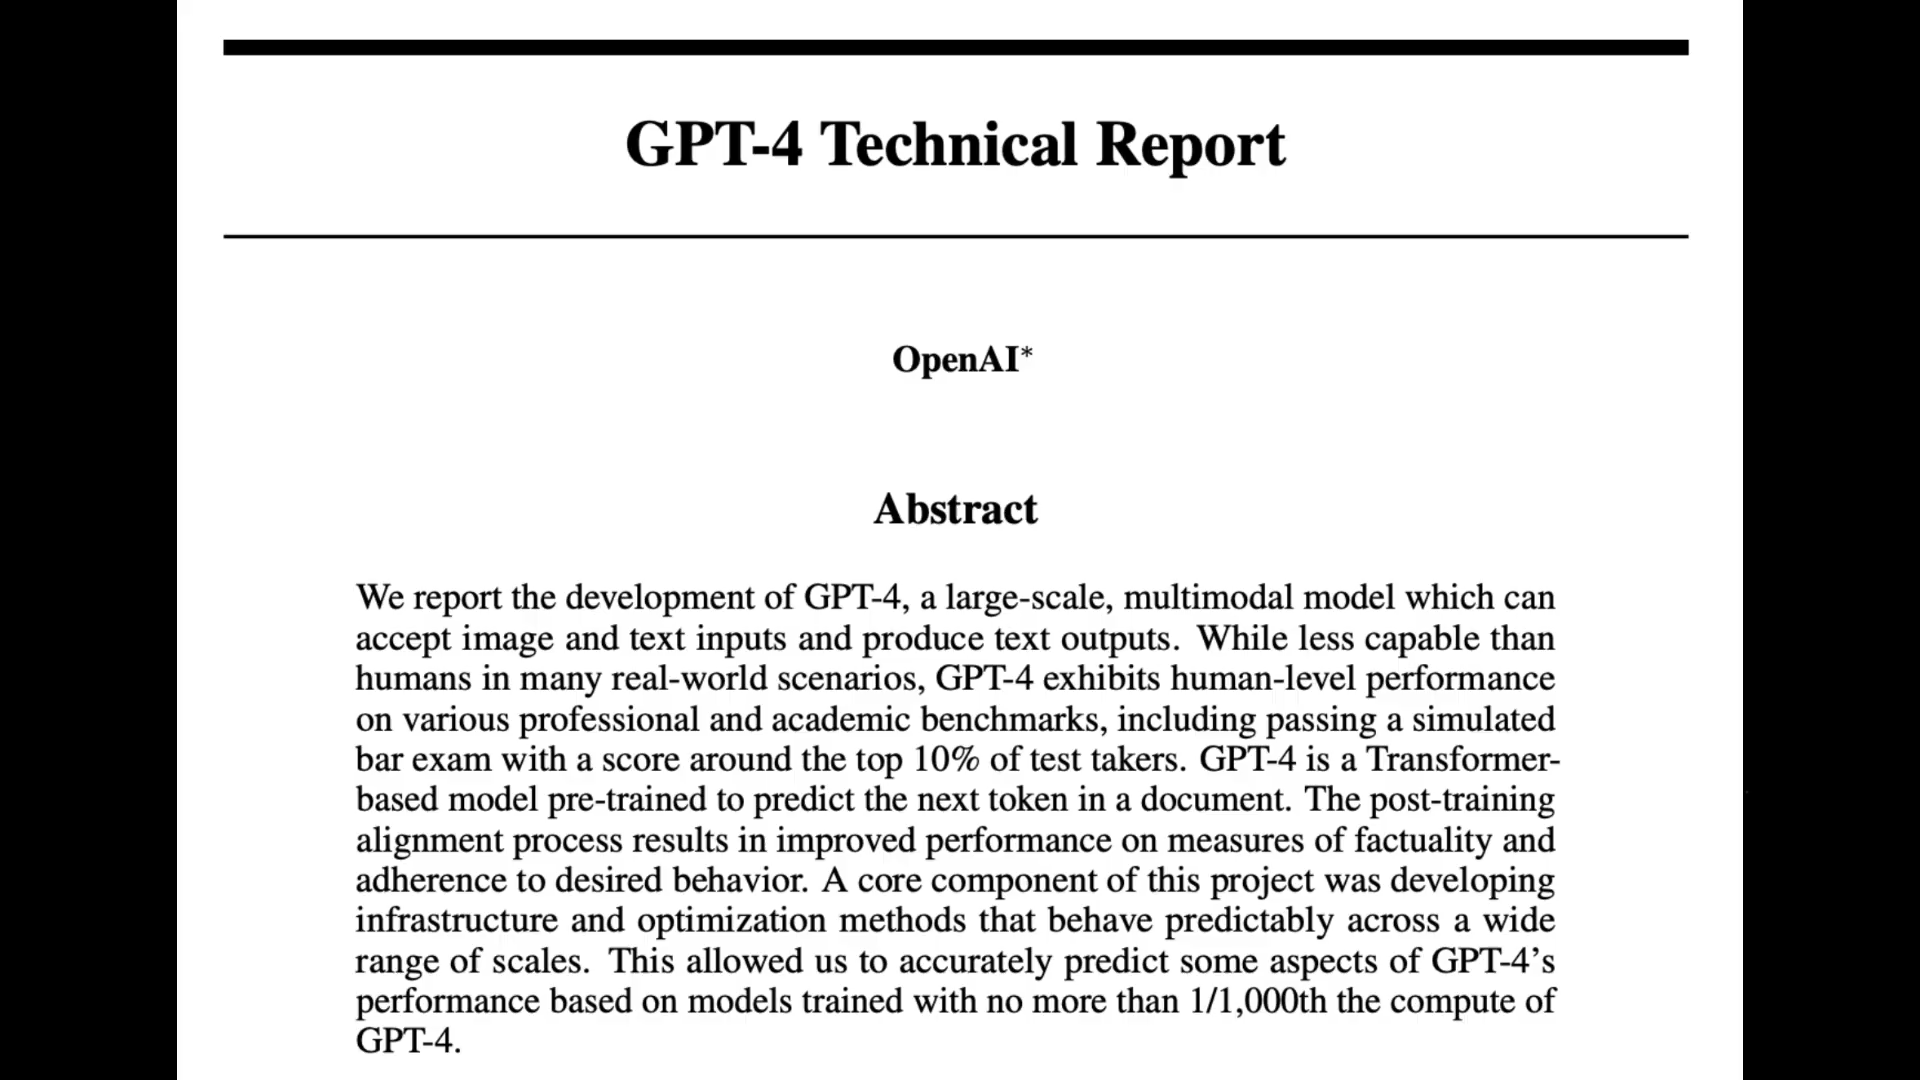 GPT-4 Technical Report
OpenAI*
Abstract
We report the development of GPT-4, a large-scale, multimodal model which can
accept image and text inputs and produce text outputs. While less capable than
humans in many real-world scenarios, GPT-4 exhibits human-level performance
on various professional and academic benchmarks, including passing a simulated
bar exam with a score around the top 10% of test takers. GPT-4 is a Transformer-
based model pre-trained to predict the next token in a document. The post-training
alignment process results in improved performance on measures of factuality and
adherence to desired behavior. A core component of this project was developing
infrastructure and optimization methods that behave predictably across a wide
range of scales. This allowed us to accurately predict some aspects of GPT-4’s
performance based on models trained with no more than 1/1,000th the compute of
GPT-4.